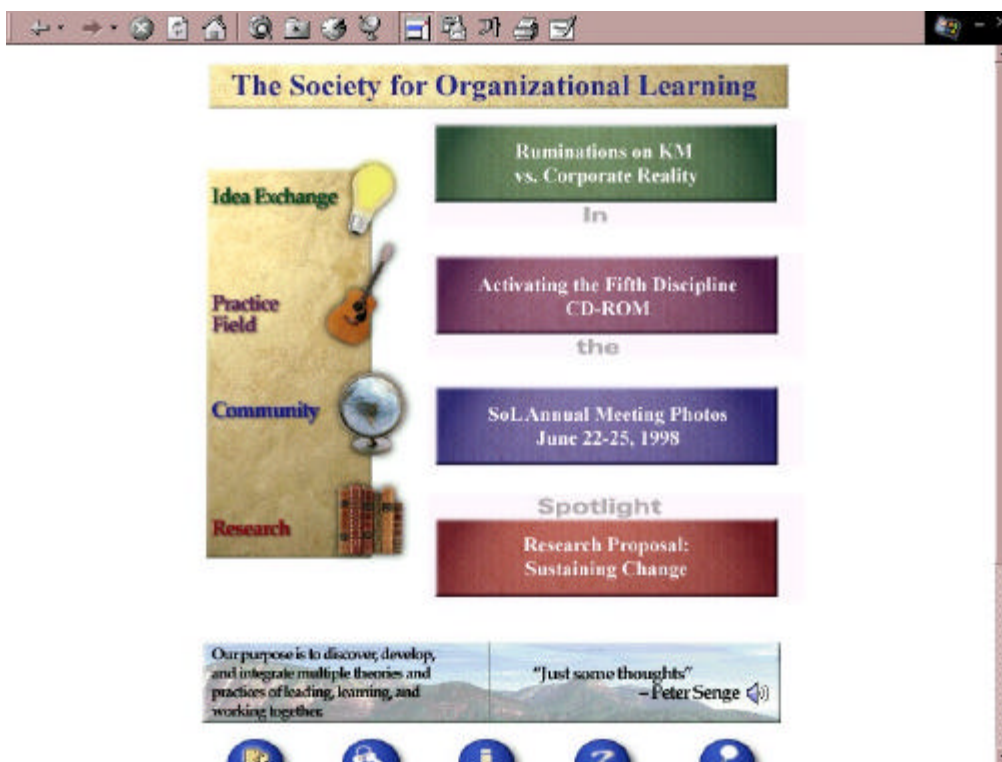 The Society for Organizational Learning
Idea Exchange
Practice
Field
Community
Research
Ruminations on KM
vs. Corporate Reality
In
Activating the Fifth Discipline
CD-ROM
the
SoL Annual Meeting Photos
June 22-25, 1998
Spotlight
Research Proposal:
Sustaining Change
Our purpose is to discover, develop,
and integrate multiple theories and
practices of leading, learning, and
working together.
"Just some thoughts"
– Peter Senge
가
i
?